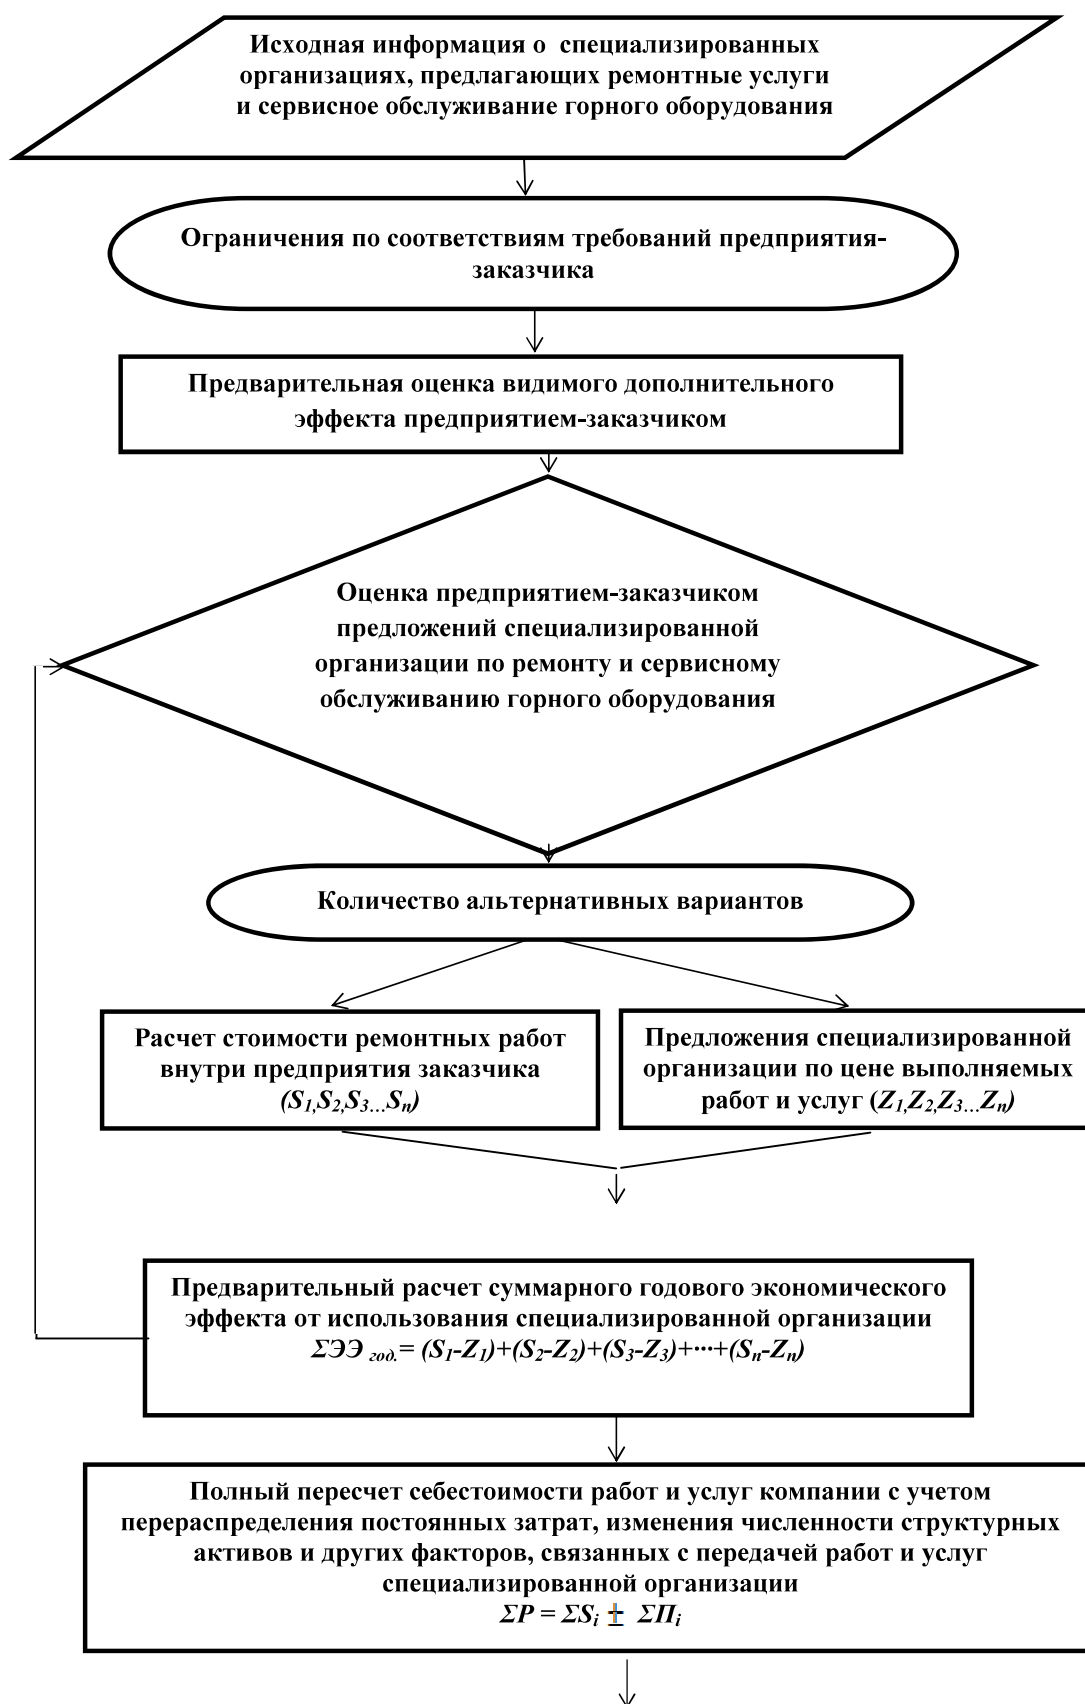 Исходная информация о специализированных
организациях, предлагающих ремонтные услуги
и сервисное обслуживание горного оборудования
Ограничения по соответствиям требований предприятия-
заказчика
Предварительная оценка видимого дополнительного
эффекта предприятием-заказчиком
Оценка предприятием-заказчиком
предложений специализированной
организации по ремонту и сервисному
обслуживанию горного оборудования
Количество альтернативных вариантов
Расчет стоимости ремонтных работ
внутри предприятия заказчика
(S1,S2,S3...Sn)
Предложения специализированной
организации по цене выполняемых
работ и услуг (Z1,Z2,Z3...Zn)
Предварительный расчет суммарного годового экономического
эффекта от использования специализированной организации
ΣЭЭ год.= (S1-Z1)+(S2-Z2)+(S3-Z3)+···+(Sn-Zn)
Полный пересчет себестоимости работ и услуг компании с учетом
перераспределения постоянных затрат, изменения численности структурных
активов и других факторов, связанных с передачей работ и услуг
специализированной организации
ΣP = ΣSi ± ΣПi